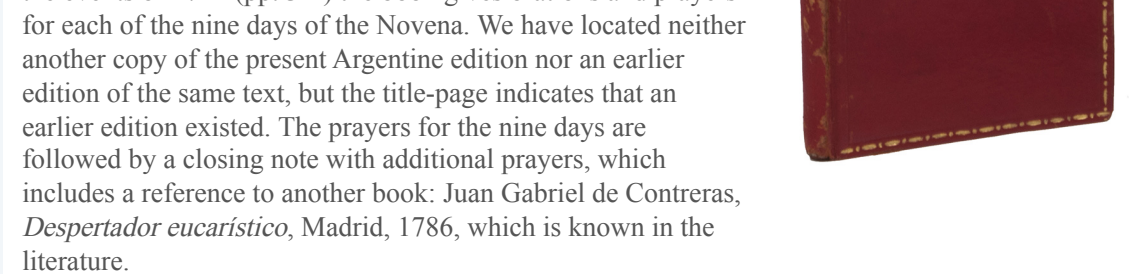 for each of the nine days of the Novena. We have located neither
another copy of the present Argentine edition nor an earlier
edition of the same text, but the title-page indicates that an
earlier edition existed. The prayers for the nine days are
followed by a closing note with additional prayers, which
includes a reference to another book: Juan Gabriel de Contreras,
Despertador eucarístico, Madrid, 1786, which is known in the
literature.